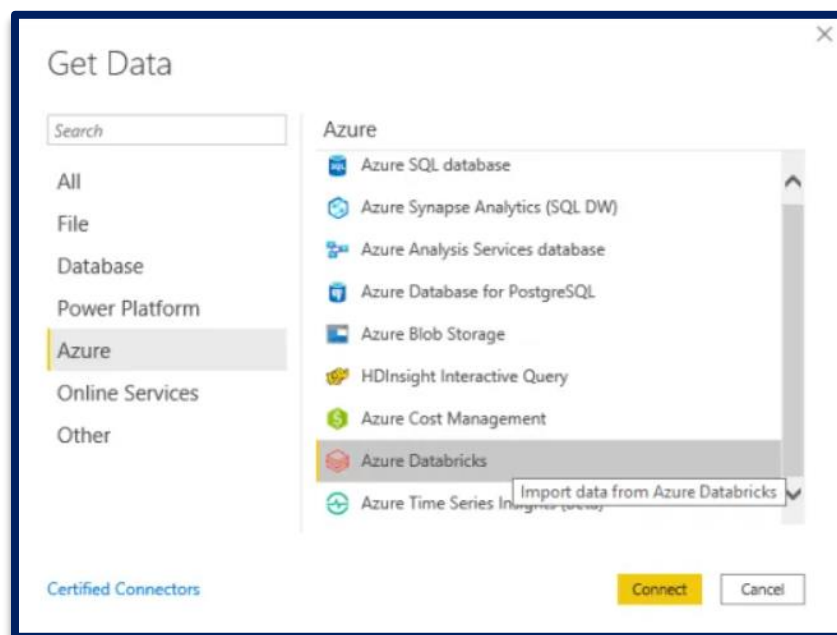 Get Data
Search
All
File
Database
Power Platform
Azure
Online Services
Other
Azure
Azure SQL database
Azure Synapse Analytics (SQL DW)
Azure Analysis Services database
Azure Database for PostgreSQL
Azure Blob Storage
HDInsight Interactive Query
Azure Cost Management
Azure Databricks
Import data from Azure Databricks
Azure Time Series Insights (Beta)
Certified Connectors
Connect
Cancel